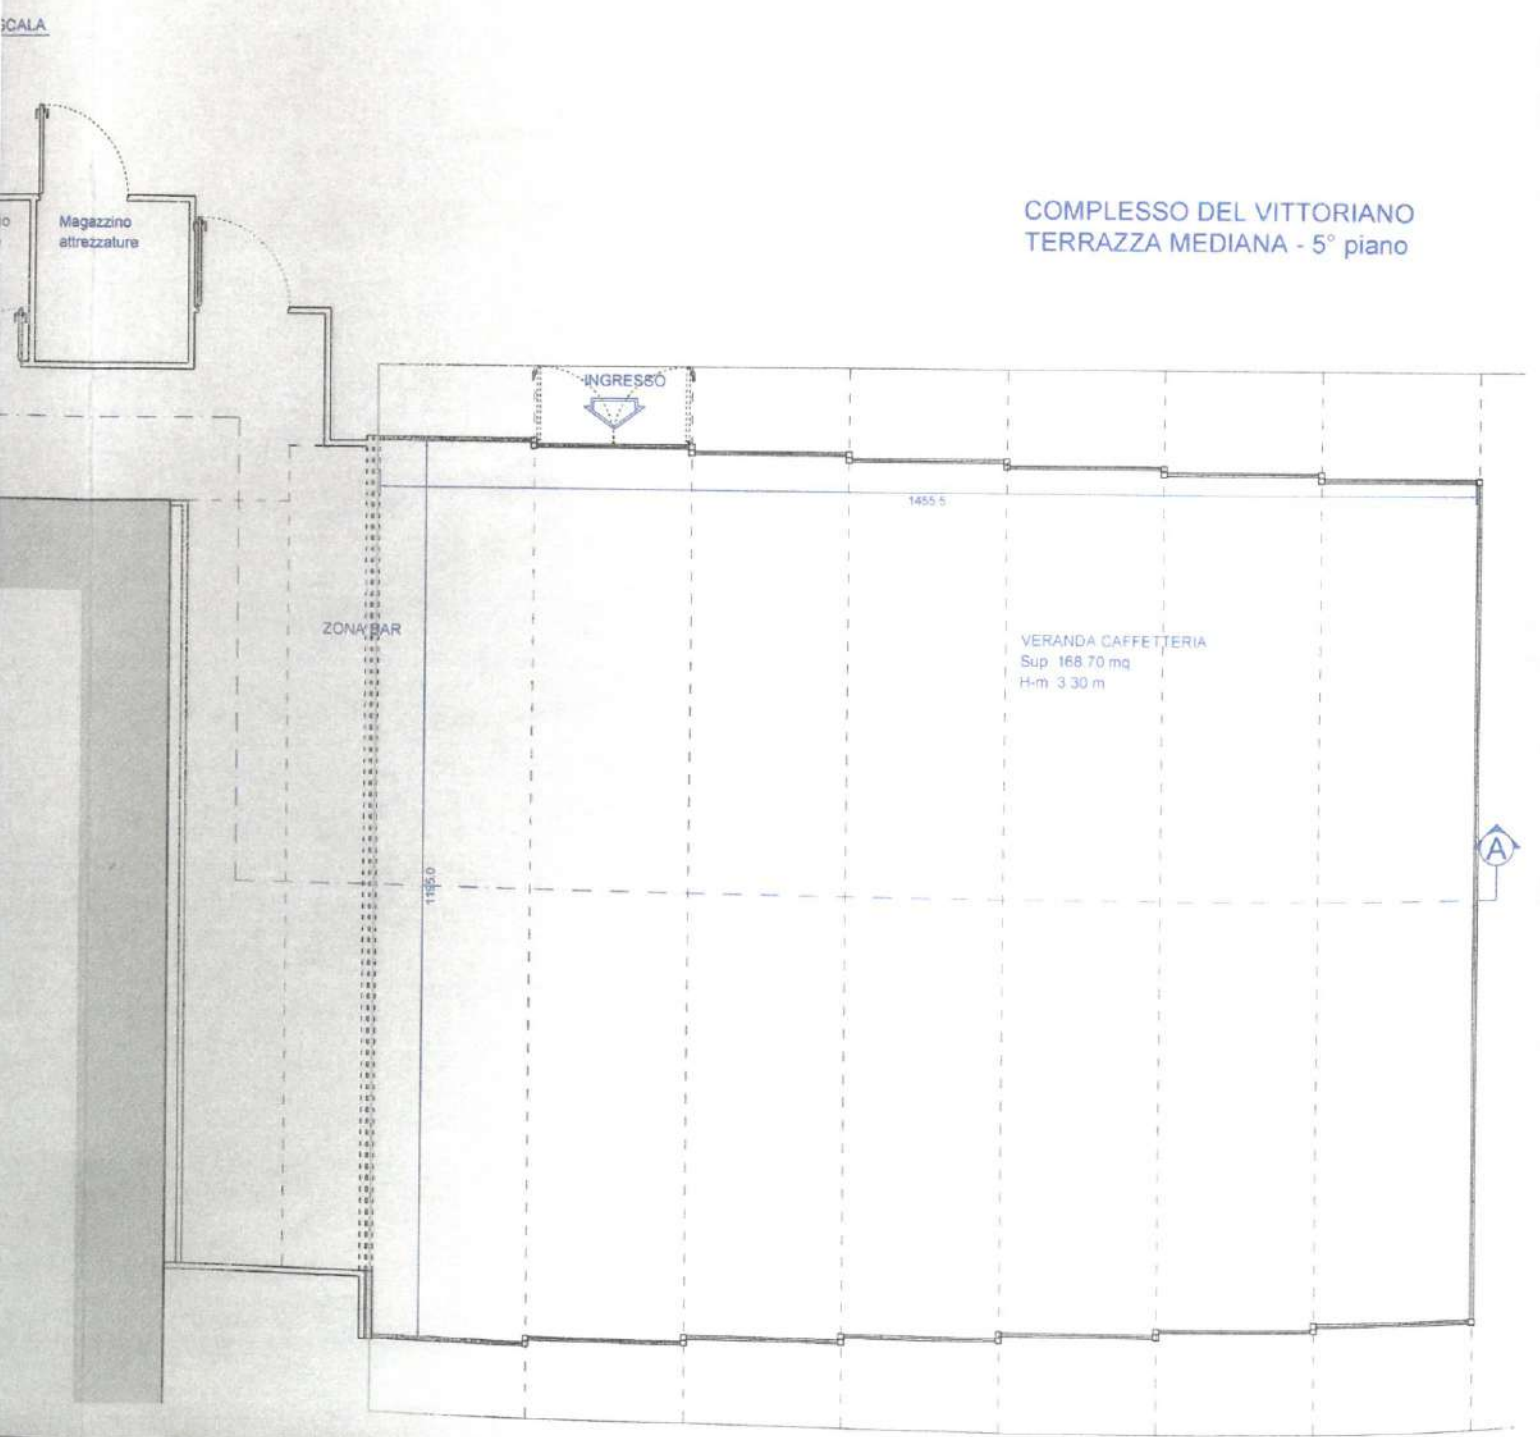 SCALA
Magazzino
attrezzature
COMPLESSO DEL VITTORIANO
TERRAZZA MEDIANA - 5° piano
INGRESSO
1455.5
ZONA BAR
VERANDA CAFFETTERIA
Sup 168.70 mq
H-m 3.30 m
A